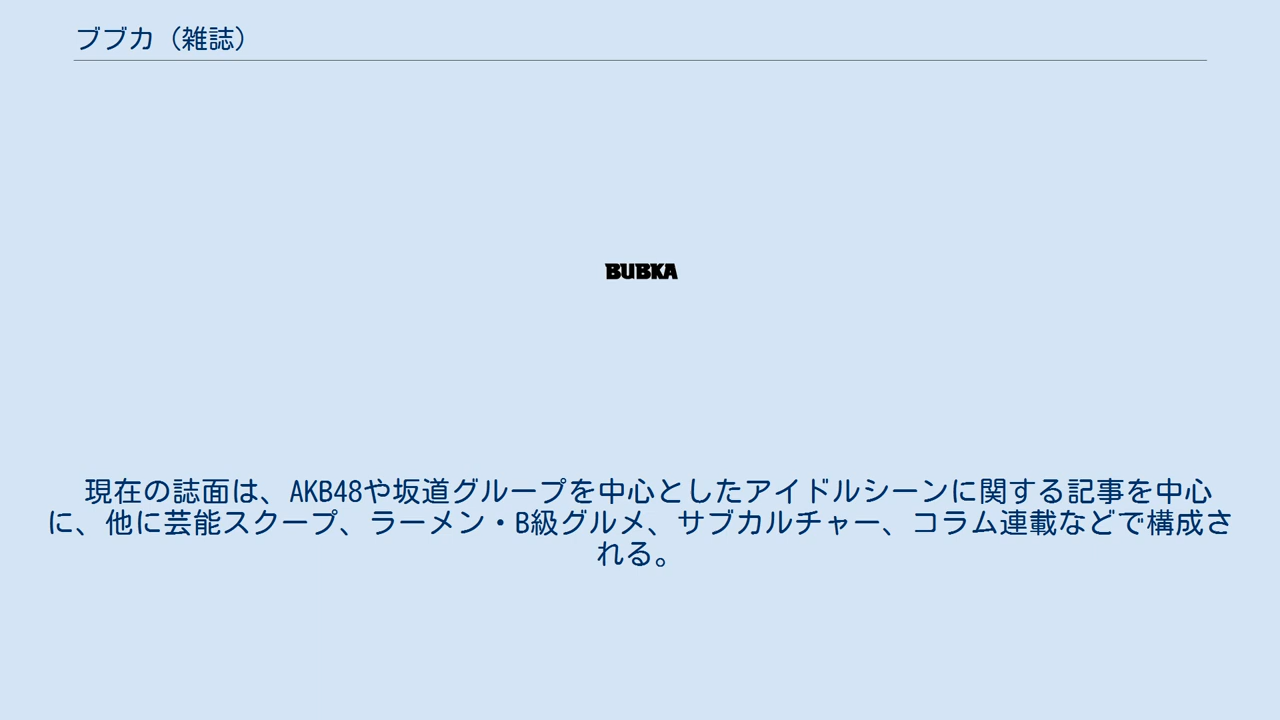 ブブカ（雑誌）
BUBKA
現在の誌面は、AKB48や坂道グループを中心としたアイドルシーンに関する記事を中心
に、他に芸能スクープ、ラーメン・B級グルメ、サブカルチャー、コラム連載などで構成さ
れる。